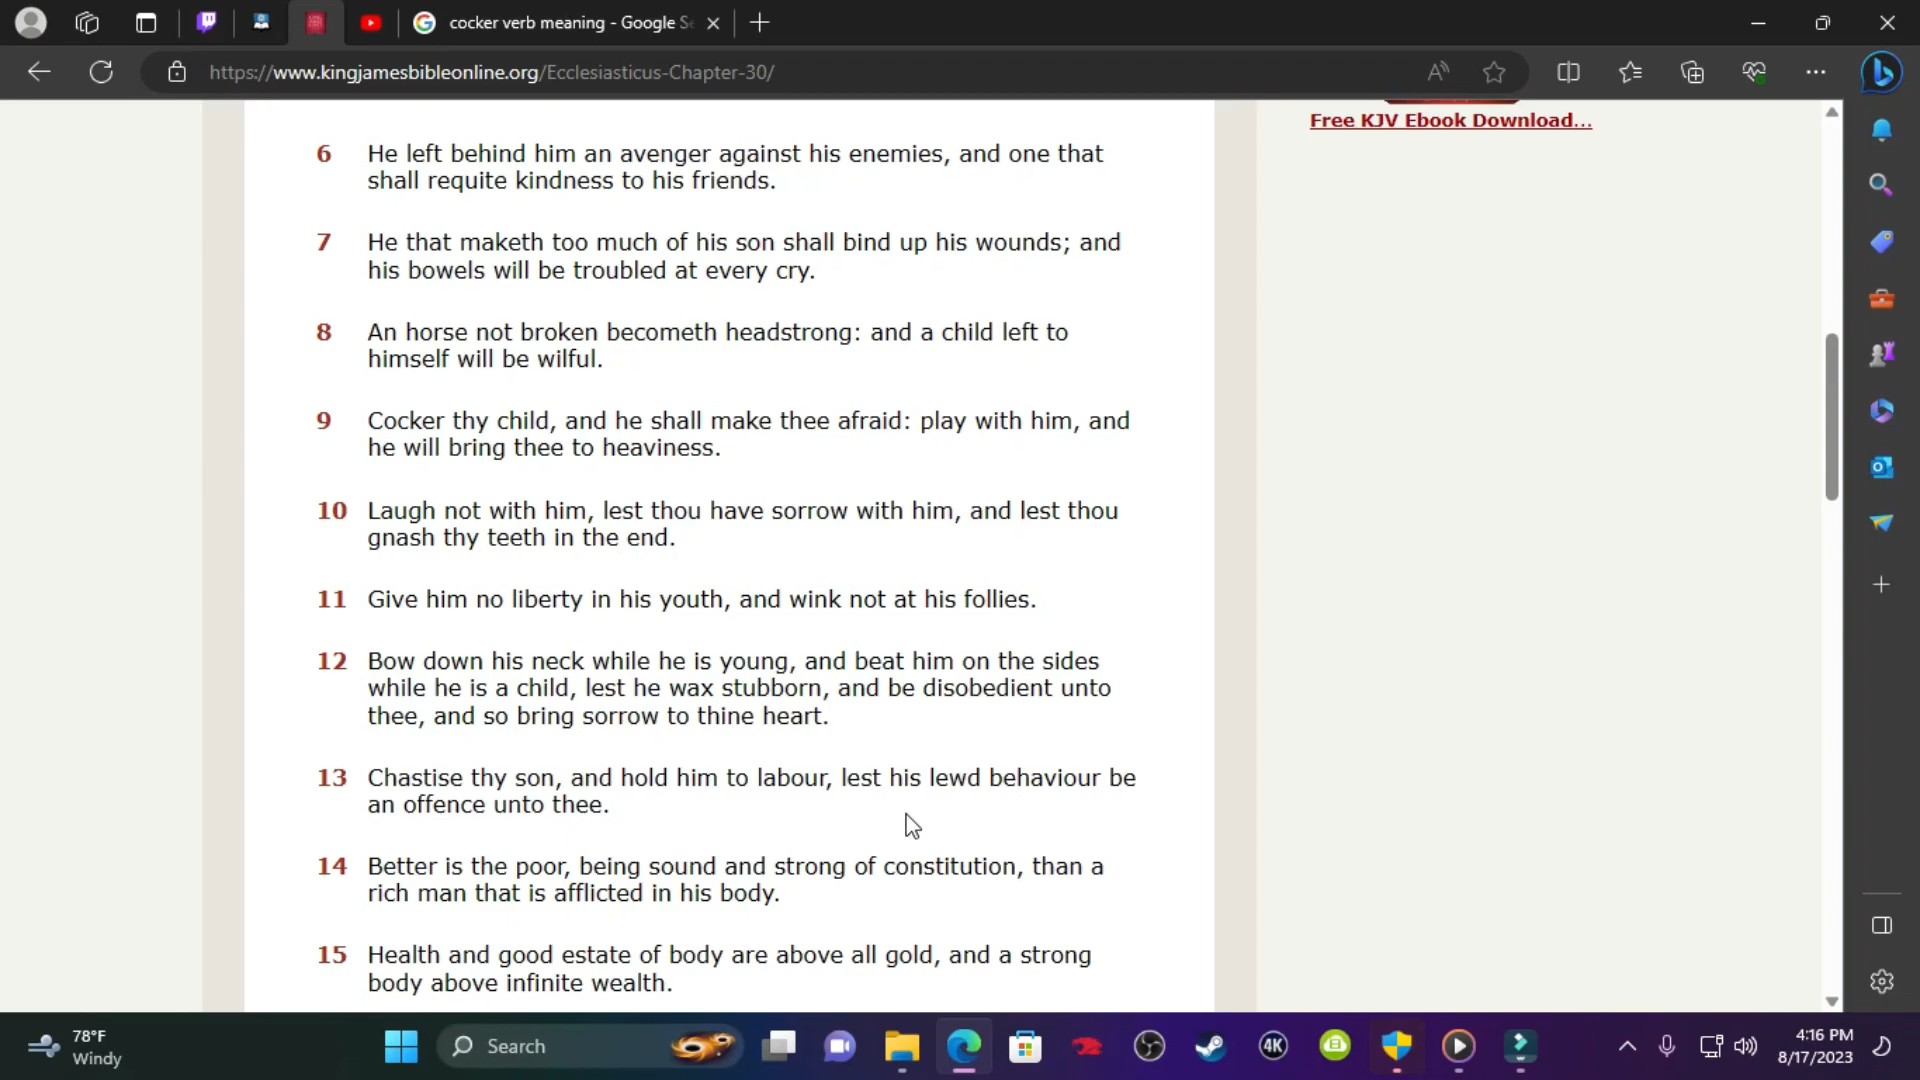 cocker verb meaning - Google Se
https://www.kingjamesbibleonline.org/Ecclesiasticus-Chapter-30/
Free KJV Ebook Download...
6 He left behind him an avenger against his enemies, and one that
shall requite kindness to his friends.
7 He that maketh too much of his son shall bind up his wounds; and
his bowels will be troubled at every cry.
8 An horse not broken becometh headstrong: and a child left to
himself will be wilful.
9 Cocker thy child, and he shall make thee afraid: play with him, and
he will bring thee to heaviness.
10 Laugh not with him, lest thou have sorrow with him, and lest thou
gnash thy teeth in the end.
11 Give him no liberty in his youth, and wink not at his follies.
12 Bow down his neck while he is young, and beat him on the sides
while he is a child, lest he wax stubborn, and be disobedient unto
thee, and so bring sorrow to thine heart.
13 Chastise thy son, and hold him to labour, lest his lewd behaviour be
an offence unto thee.
14 Better is the poor, being sound and strong of constitution, than a
rich man that is afflicted in his body.
15 Health and good estate of body are above all gold, and a strong
body above infinite wealth.
78°F
Windy
Search
4K
4:16 PM
8/17/2023